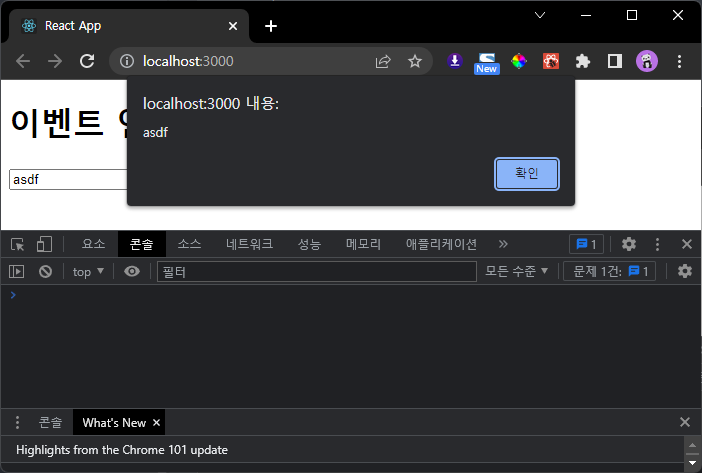 React App
localhost:3000
New
localhost:3000 내용:
asdf
확인
이벤트
asdf
요소 콘솔 소스 네트워크 성능 메모리 애플리케이션 » 1
top 필터 모든 수준 문제 1건: 1
콘솔 What's New
Highlights from the Chrome 101 update